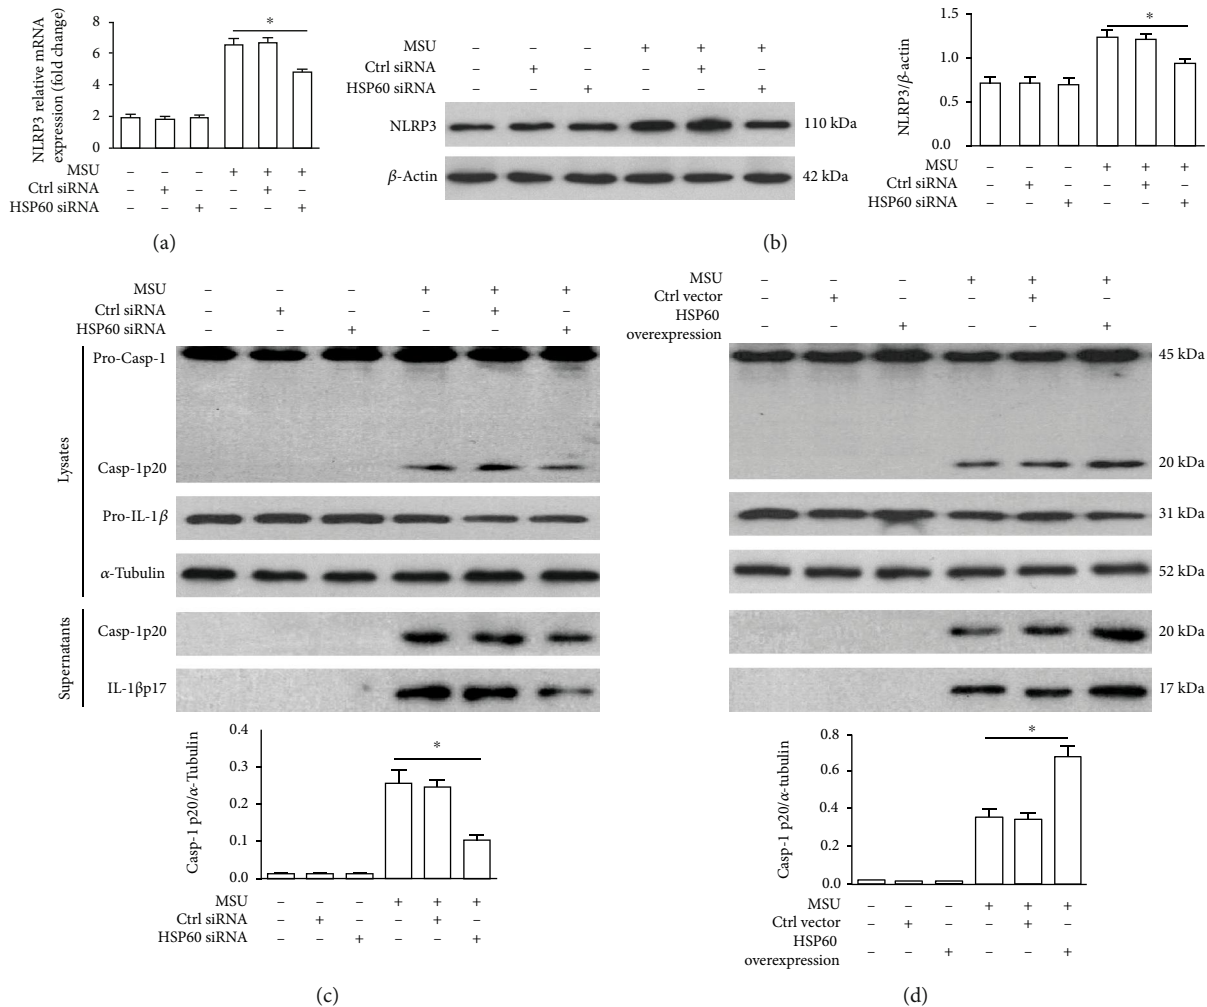 NLRP3 relative mRNA
expression (fold change)
8
6
4
2
0
*
MSU – – – + + +
Ctrl siRNA – + – – + –
HSP60 siRNA – – + – – +
(a)
MSU – – – + + +
Ctrl siRNA – + – – + –
HSP60 siRNA – – + – – +
NLRP3 110 kDa
β-Actin 42 kDa
NLRP3/β-actin
1.5
1.0
0.5
0.0
*
MSU – – – + + +
Ctrl siRNA – + – – + –
HSP60 siRNA – – + – – +
(b)
MSU – – – + + +
Ctrl siRNA – + – – + –
HSP60 siRNA – – + – – +
Lysates
Pro-Casp-1
Casp-1p20
Pro-IL-1β
α-Tubulin
Supernatants
Casp-1p20
IL-1βp17
Casp-1 p20/α-Tubulin
0.4
0.3
0.2
0.1
0.0
*
MSU – – – + + +
Ctrl siRNA – + – – + –
HSP60 siRNA – – + – – +
(c)
MSU – – – + + +
Ctrl vector – + – – + –
HSP60
overexpression – – + – – +
45 kDa
20 kDa
31 kDa
52 kDa
20 kDa
17 kDa
Casp-1 p20/α-tubulin
0.8
0.6
0.4
0.2
0.0
*
MSU – – – + + +
Ctrl vector – + – – + –
HSP60
overexpression – – + – – +
(d)